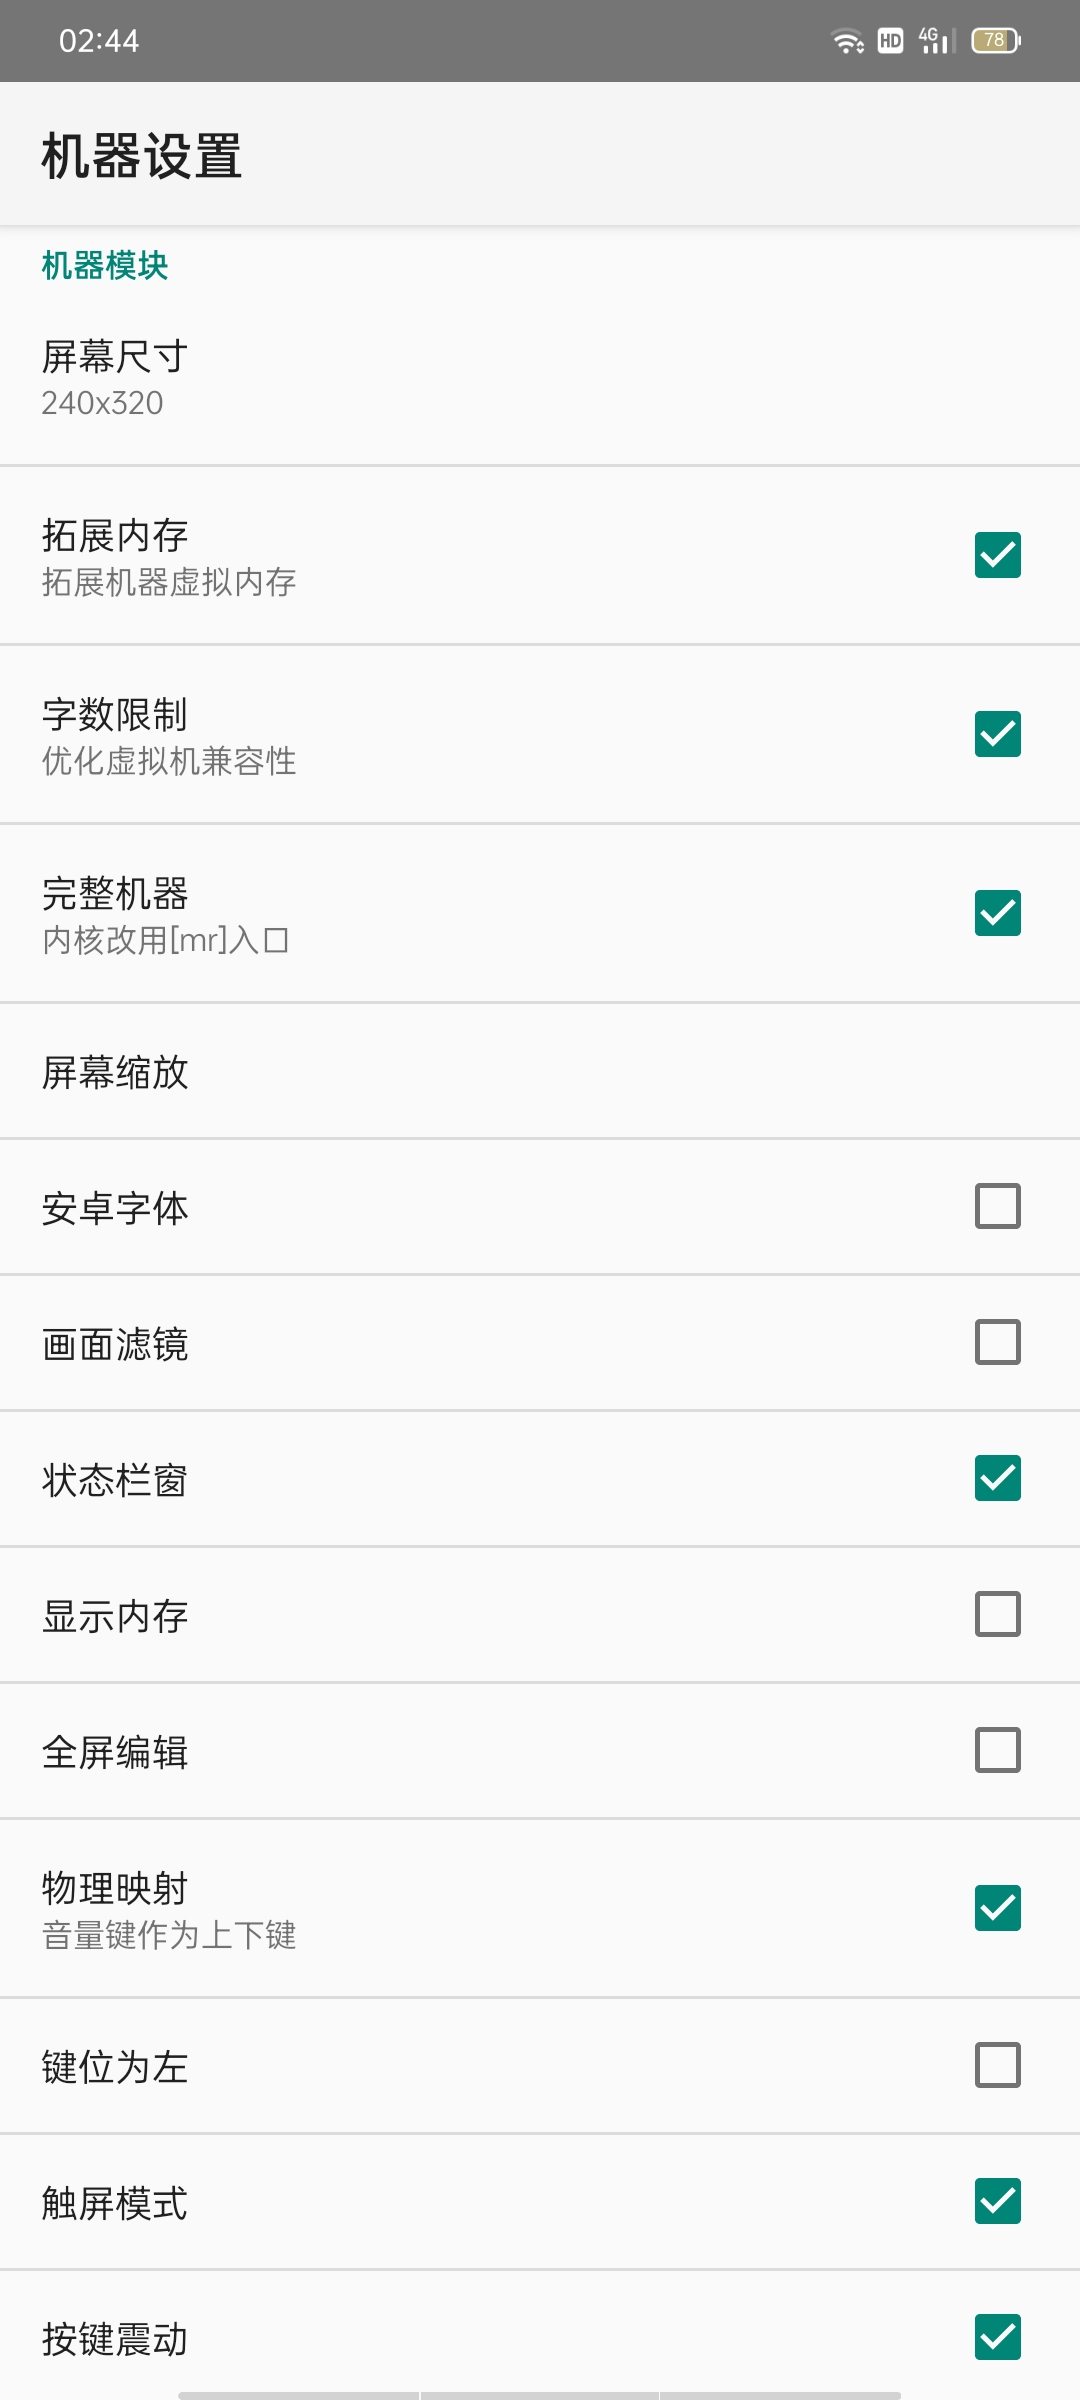 02:44
HD 4G 78
机器设置
机器模块
屏幕尺寸
240x320
拓展内存
拓展机器虚拟内存
字数限制
优化虚拟机兼容性
完整机器
内核改用[mr]入口
屏幕缩放
安卓字体
画面滤镜
状态栏窗
显示内存
全屏编辑
物理映射
音量键作为上下键
键位为左
触屏模式
按键震动